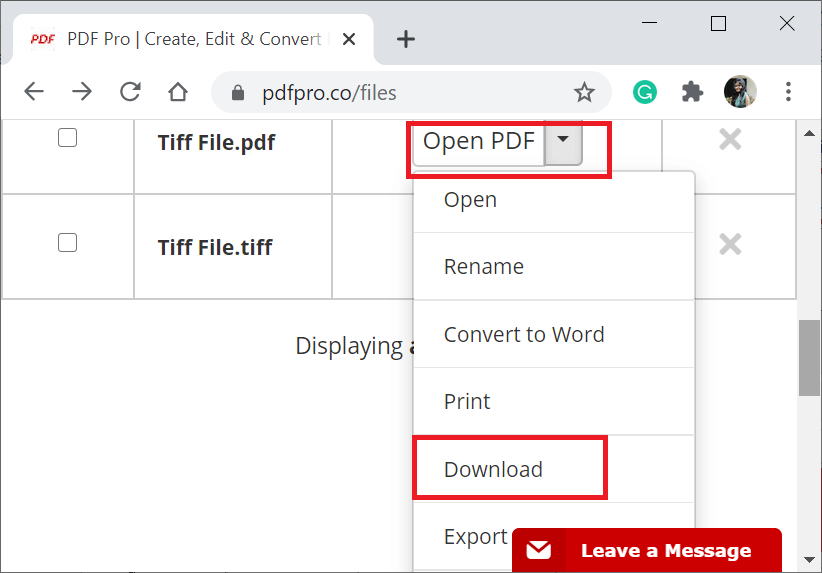 PDF PDF Pro | Create, Edit & Convert
pdfpro.co/files
Tiff File.pdf
Open PDF
Open
Rename
Tiff File.tiff
Convert to Word
Displaying
Print
Download
Export
Leave a Message